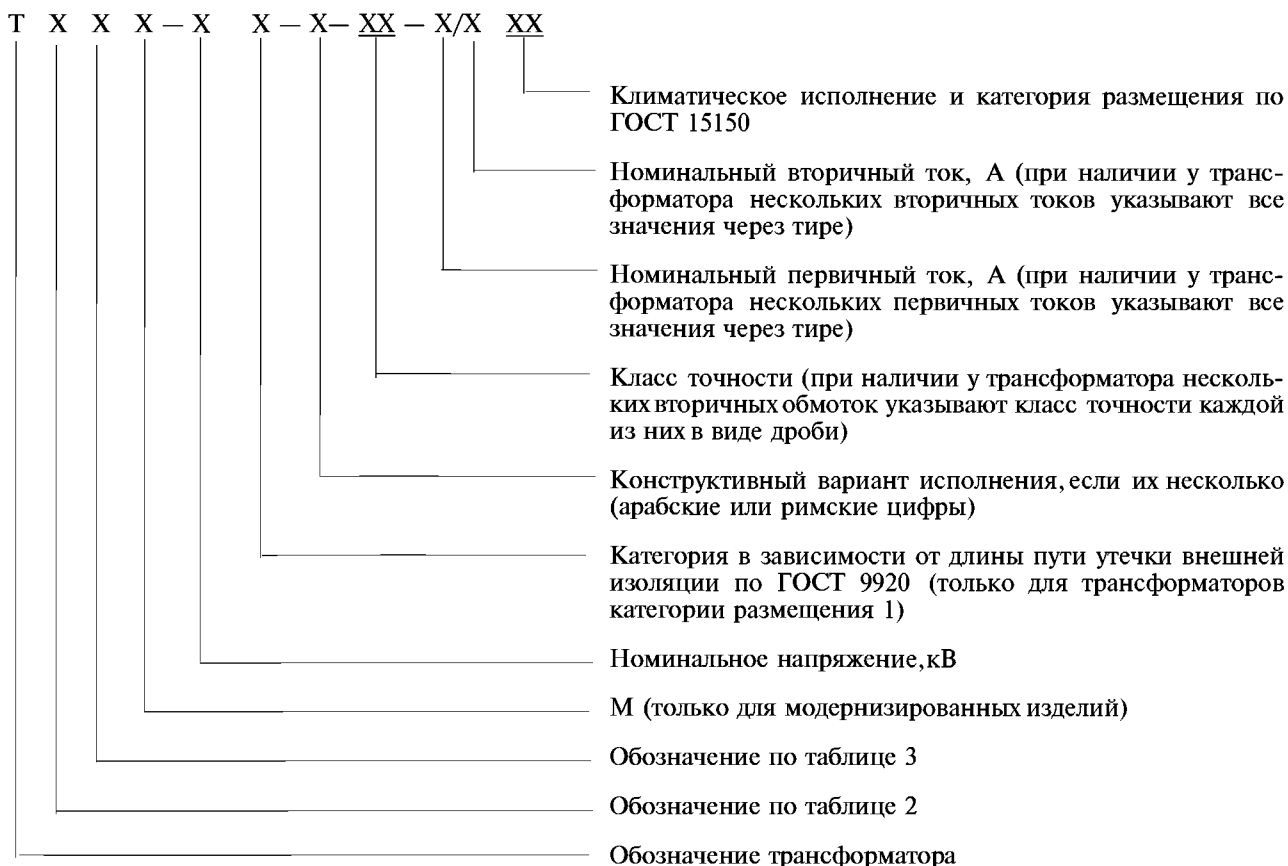 Т Х Х Х – Х Х – Х – ХХ – Х/Х ХХ
Климатическое исполнение и категория размещения по
ГОСТ 15150
Номинальный вторичный ток, А (при наличии у транс-
форматора нескольких вторичных токов указывают все
значения через тире)
Номинальный первичный ток, А (при наличии у транс-
форматора нескольких первичных токов указывают все
значения через тире)
Класс точности (при наличии у трансформатора несколь-
ких вторичных обмоток указывают класс точности каждой
из них в виде дроби)
Конструктивный вариант исполнения, если их несколько
(арабские или римские цифры)
Категория в зависимости от длины пути утечки внешней
изоляции по ГОСТ 9920 (только для трансформаторов
категории размещения 1)
Номинальное напряжение, кВ
М (только для модернизированных изделий)
Обозначение по таблице 3
Обозначение по таблице 2
Обозначение трансформатора